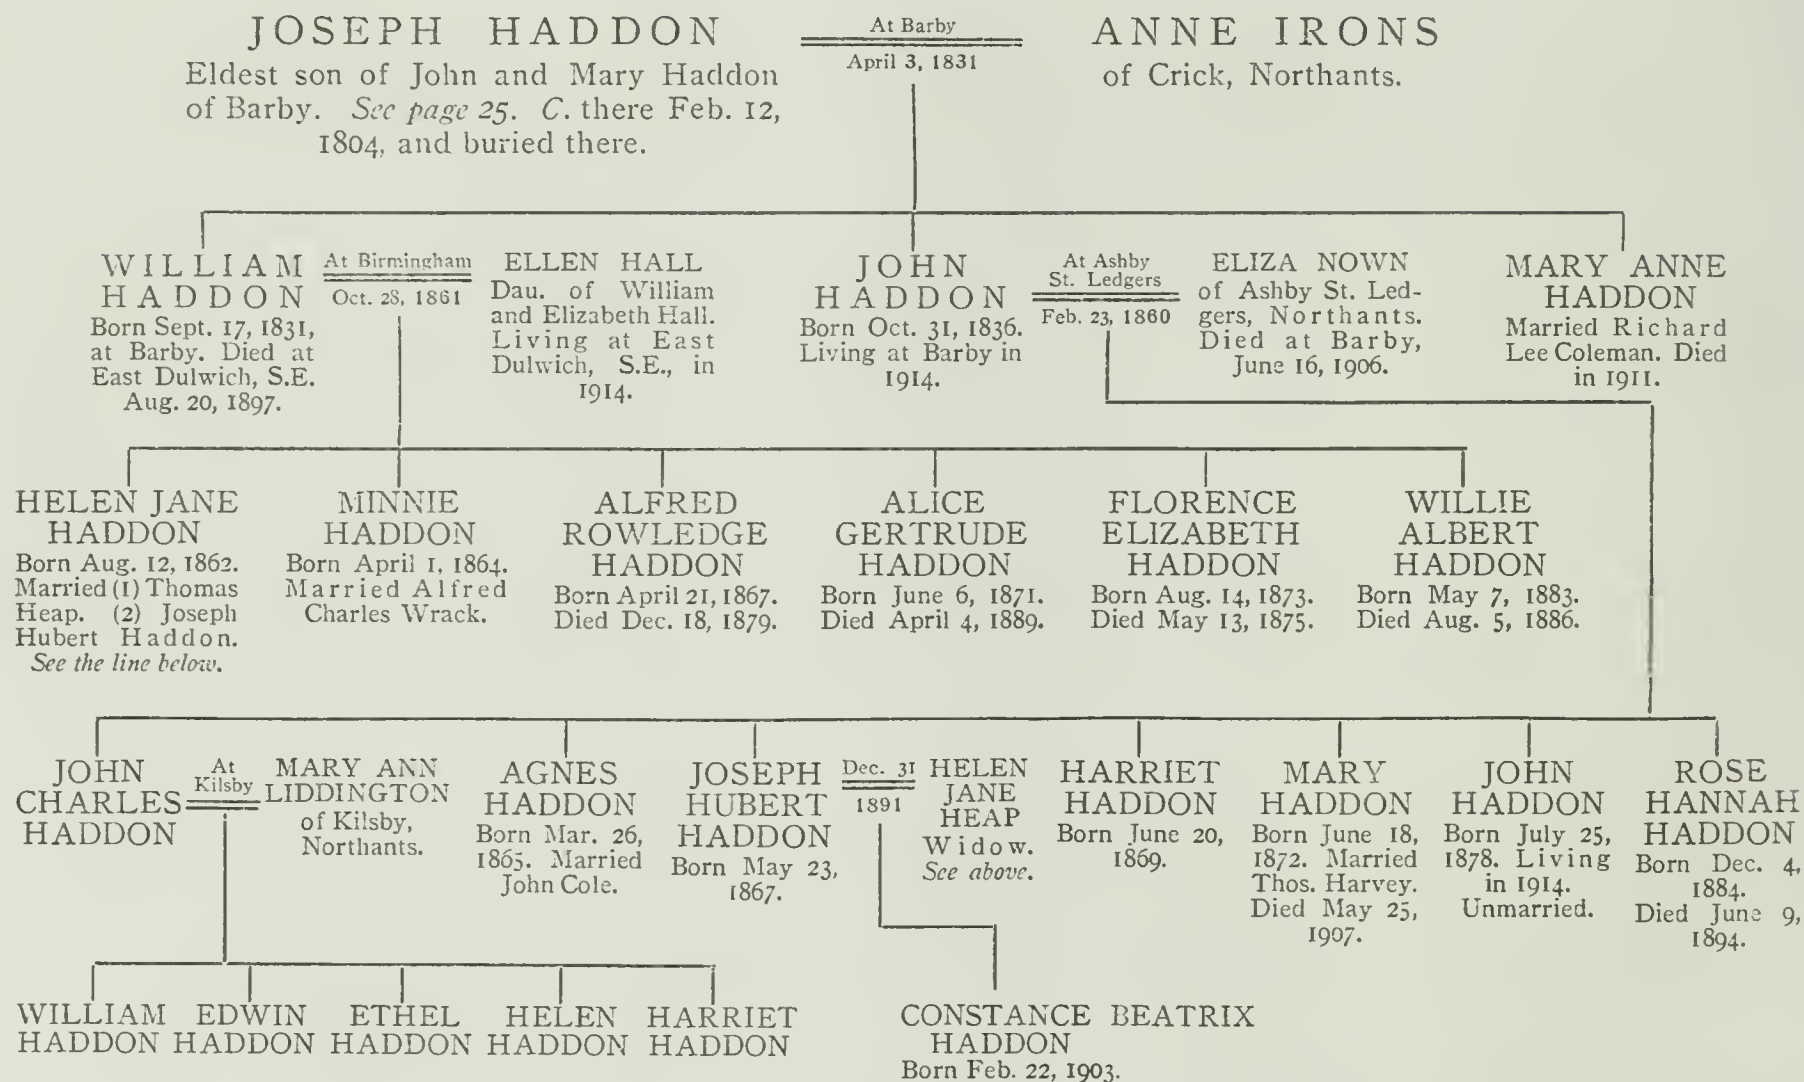 JOSEPH HADDON
Eldest son of John and Mary Haddon
of Barby. See page 25. C. there Feb. 12,
1804, and buried there.
At Barby
April 3, 1831
ANNE IRONS
of Crick, Northants.
WILLIAM
HADDON
Born Sept. 17, 1831,
at Barby. Died at
East Dulwich, S.E.
Aug. 20, 1897.
At Birmingham
Oct. 28, 1861
ELLEN HALL
Dau. of William
and Elizabeth Hall.
Living at East
Dulwich, S.E., in
1914.
JOHN
HADDON
Born Oct. 31, 1836.
Living at Barby in
1914.
At Ashby
St. Ledgers
Feb. 23, 1860
ELIZA NOWN
of Ashby St. Led-
gers, Northants.
Died at Barby,
June 16, 1906.
MARY ANNE
HADDON
Married Richard
Lee Coleman. Died
in 1911.
HELEN JANE
HADDON
Born Aug. 12, 1862.
Married (1) Thomas
Heap. (2) Joseph
Hubert Haddon.
See the line below.
MINNIE
HADDON
Born April 1, 1864.
Married Alfred
Charles Wrack.
ALFRED
ROWLEDGE
HADDON
Born April 21, 1867.
Died Dec. 18, 1879.
ALICE
GERTRUDE
HADDON
Born June 6, 1871.
Died April 4, 1889.
FLORENCE
ELIZABETH
HADDON
Born Aug. 14, 1873.
Died May 13, 1875.
WILLIE
ALBERT
HADDON
Born May 7, 1883.
Died Aug. 5, 1886.
JOHN
CHARLES
HADDON
At
Kilsby
MARY ANN
LIDDINGTON
of Kilsby,
Northants.
AGNES
HADDON
Born Mar. 26,
1865. Married
John Cole.
JOSEPH
HUBERT
HADDON
Born May 23,
1867.
Dec. 31
1891
HELEN
JANE
HEAP
Widow.
See above.
HARRIET
HADDON
Born June 20,
1869.
MARY
HADDON
Born June 18,
1872. Married
Thos. Harvey.
Died May 25,
1907.
JOHN
HADDON
Born July 25,
1878. Living
in 1914.
Unmarried.
ROSE
HANNAH
HADDON
Born Dec. 4,
1884.
Died June 9,
1894.
WILLIAM
HADDON
EDWIN
HADDON
ETHEL
HADDON
HELEN
HADDON
HARRIET
HADDON
CONSTANCE BEATRIX
HADDON
Born Feb. 22, 1903.